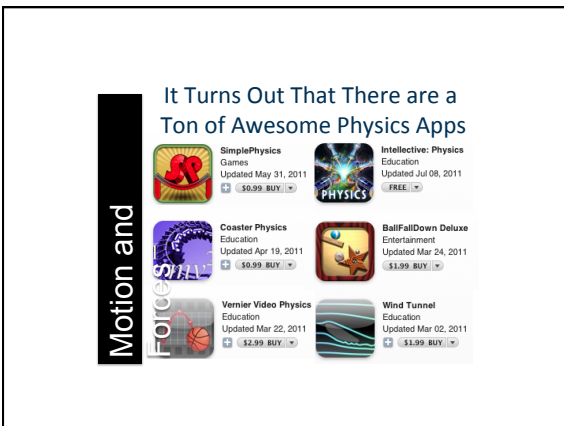 It Turns Out That There are a
Ton of Awesome Physics Apps
Motion and
Forces
SimplePhysics
Games
Updated May 31, 2011
$0.99 BUY
Intellective: Physics
Education
Updated Jul 08, 2011
FREE
PHYSICS
Coaster Physics
Education
Updated Apr 19, 2011
$0.99 BUY
BallFallDown Deluxe
Entertainment
Updated Mar 24, 2011
$1.99 BUY
Vernier Video Physics
Education
Updated Mar 22, 2011
$2.99 BUY
Wind Tunnel
Education
Updated Mar 02, 2011
$1.99 BUY